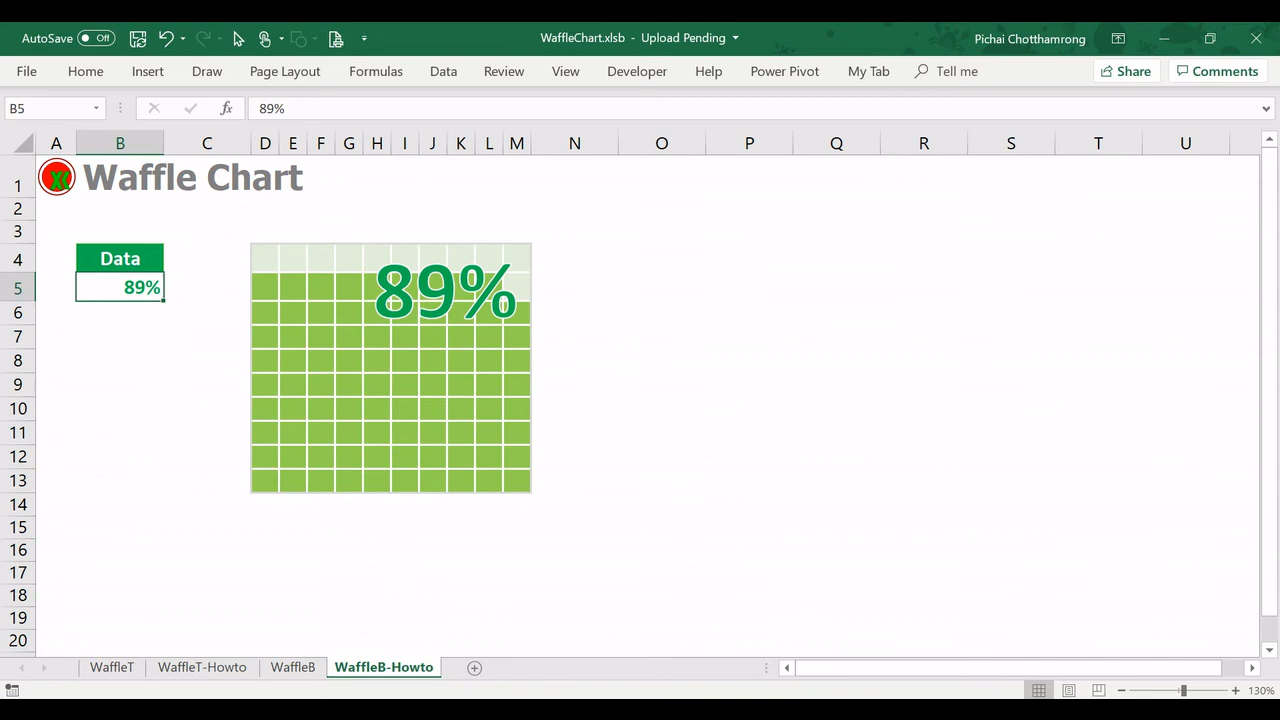 AutoSave Off WaffleChart.xlsb - Upload Pending Pichai Chotthamrong
File Home Insert Draw Page Layout Formulas Data Review View Developer Help Power Pivot My Tab Tell me Share Comments
B5 fx 89%
A B C D E F G H I J K L M N O P Q R S T U
1 Waffle Chart
2
3
4 Data
5 89% 89%
6
7
8
9
10
11
12
13
14
15
16
17
18
19
20
WaffleT WaffleT-Howto WaffleB WaffleB-Howto
130%